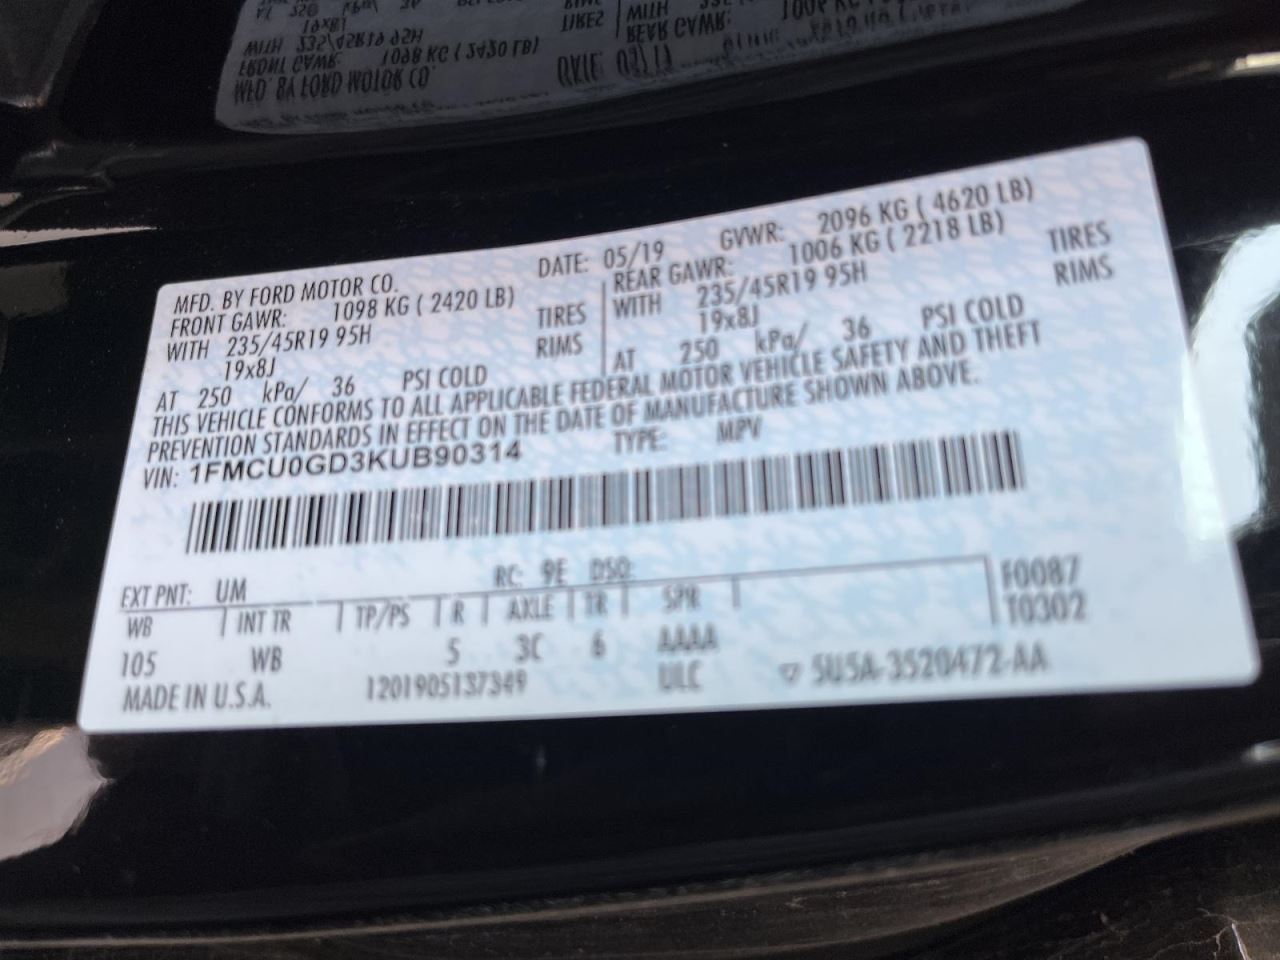 MFD. BY FORD MOTOR CO. DATE: 05/19 GVWR: 2096 KG ( 4620 LB)
FRONT GAWR: 1098 KG ( 2420 LB) REAR GAWR: 1006 KG ( 2218 LB)
WITH 235/45R19 95H TIRES WITH 235/45R19 95H TIRES
19x8J RIMS 19x8J RIMS
AT 250 kPa/ 36 PSI COLD AT 250 kPa/ 36 PSI COLD
THIS VEHICLE CONFORMS TO ALL APPLICABLE FEDERAL MOTOR VEHICLE SAFETY AND THEFT
PREVENTION STANDARDS IN EFFECT ON THE DATE OF MANUFACTURE SHOWN ABOVE.
VIN: 1FMCU0GD3KUB90314 TYPE: MPV
EXT PNT: UM RC: 9E DSO: F0087
WB INT TR TP/PS R AXLE TR SPR T0302
105 WB 5 3C 6 AAAA
MADE IN U.S.A. 1201905137349 ULC ▽ 5U5A-3520472-AA